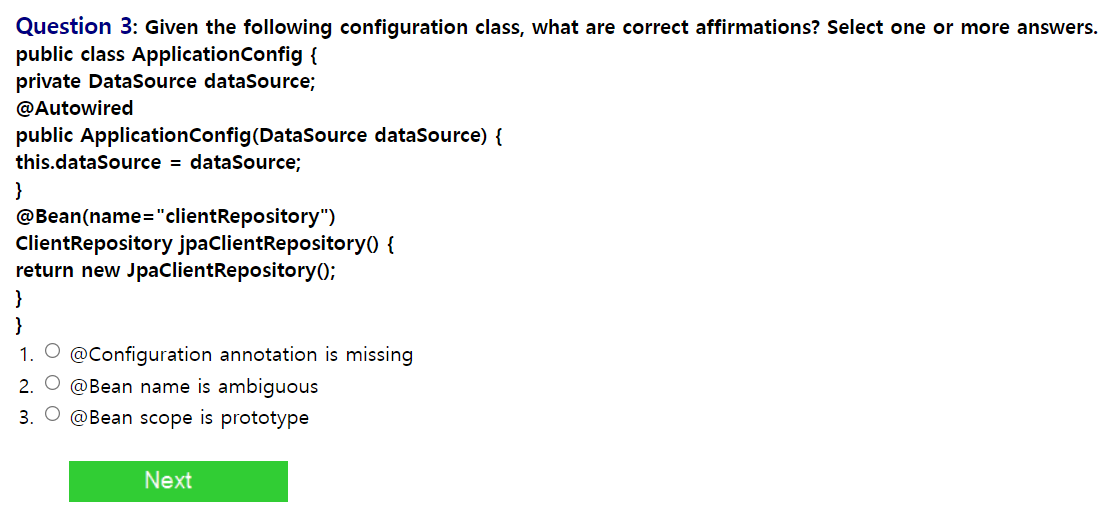 Question 3: Given the following configuration class, what are correct affirmations? Select one or more answers.
public class ApplicationConfig {
private DataSource dataSource;
@Autowired
public ApplicationConfig(DataSource dataSource) {
this.dataSource = dataSource;
}
@Bean(name="clientRepository")
ClientRepository jpaClientRepository() {
return new JpaClientRepository();
}
}
1. @Configuration annotation is missing
2. @Bean name is ambiguous
3. @Bean scope is prototype
Next